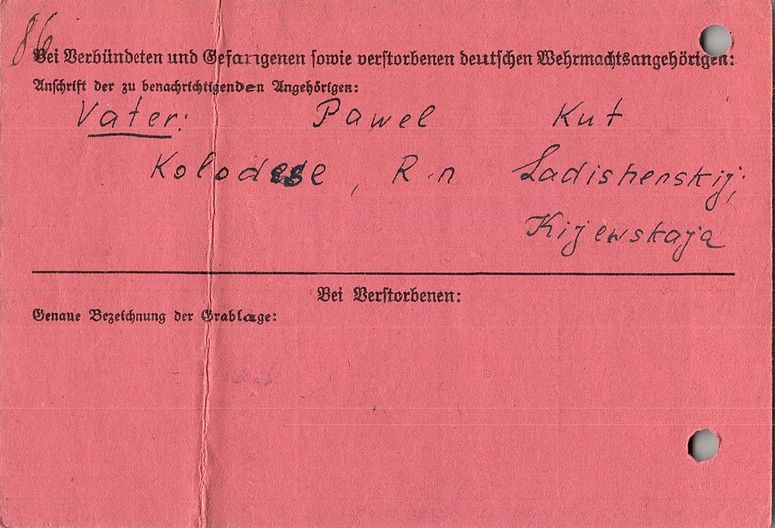 86
Bei Verbündeten und Gefangenen sowie verstorbenen deutschen Wehrmachtsangehörigen:
Anschrift der zu benachrichtigenden Angehörigen:
Vater: Pawel Kut
Kolodese, R-n Ladishenskij;
Kijewskaja
Bei Verstorbenen:
Genaue Bezeichnung der Grablage: